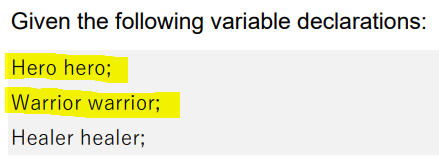 Given the following variable declarations:
Hero hero;
Warrior warrior;
Healer healer;